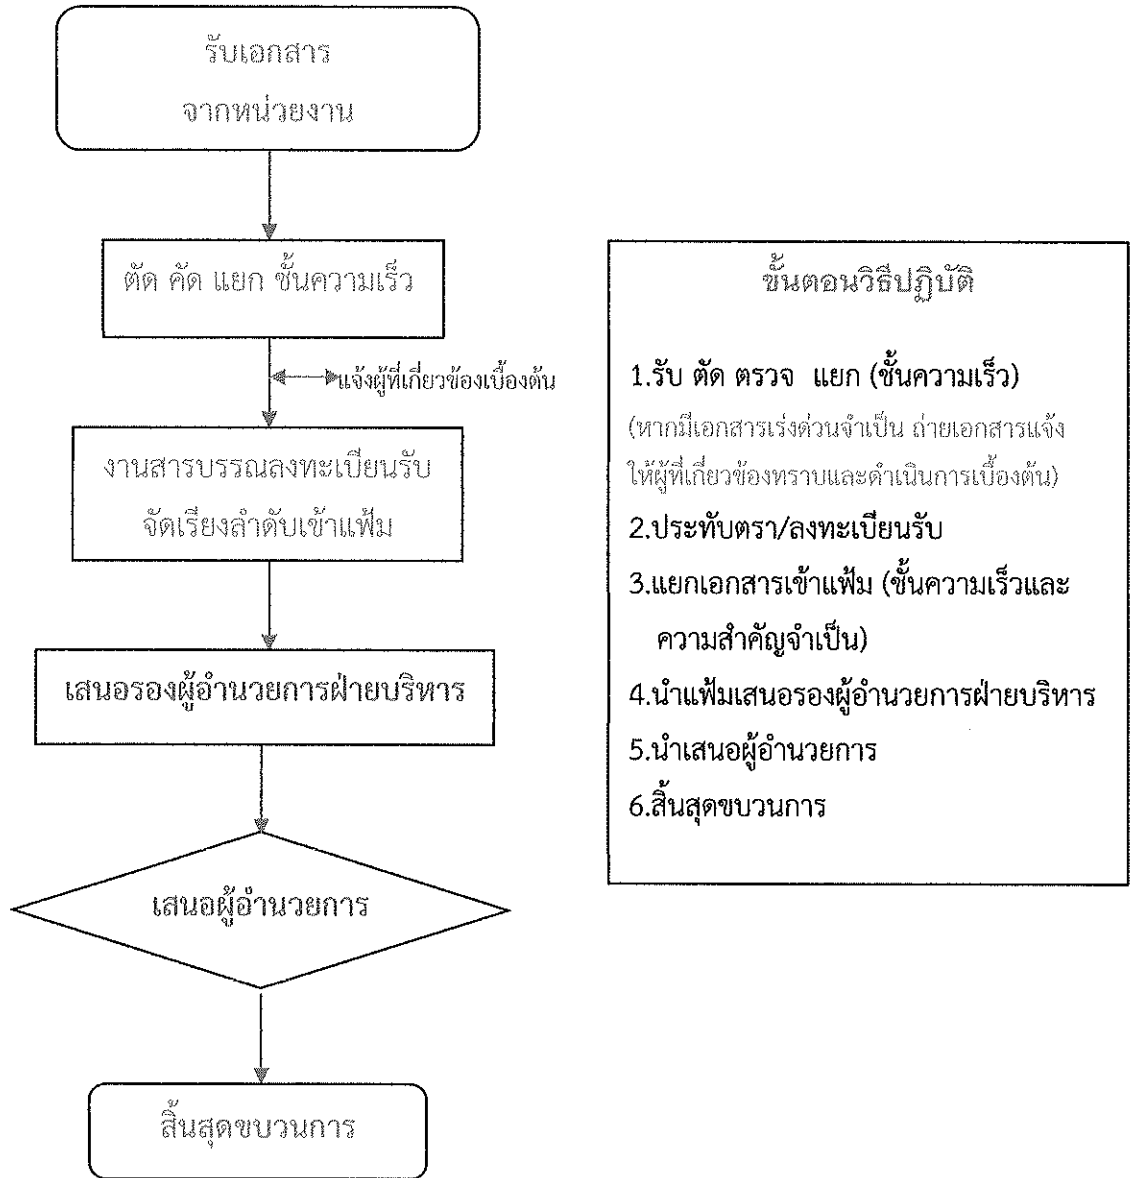 รับเอกสาร
จากหน่วยงาน
ตัด คัด แยก ชั้นความเร็ว
แจ้งผู้ที่เกี่ยวข้องเบื้องต้น
งานสารบรรณลงทะเบียนรับ
จัดเรียงลำดับเข้าแฟ้ม
เสนอรองผู้อำนวยการฝ่ายบริหาร
เสนอผู้อำนวยการ
สิ้นสุดขบวนการ
ขั้นตอนวิธีปฏิบัติ
1.รับ ตัด ตรวจ แยก (ชั้นความเร็ว)
(หากมีเอกสารเร่งด่วนจำเป็น ถ่ายเอกสารแจ้ง
ให้ผู้ที่เกี่ยวข้องทราบและดำเนินการเบื้องต้น)
2.ประทับตรา/ลงทะเบียนรับ
3.แยกเอกสารเข้าแฟ้ม (ชั้นความเร็วและ
ความสำคัญจำเป็น)
4.นำแฟ้มเสนอรองผู้อำนวยการฝ่ายบริหาร
5.นำเสนอผู้อำนวยการ
6.สิ้นสุดขบวนการ